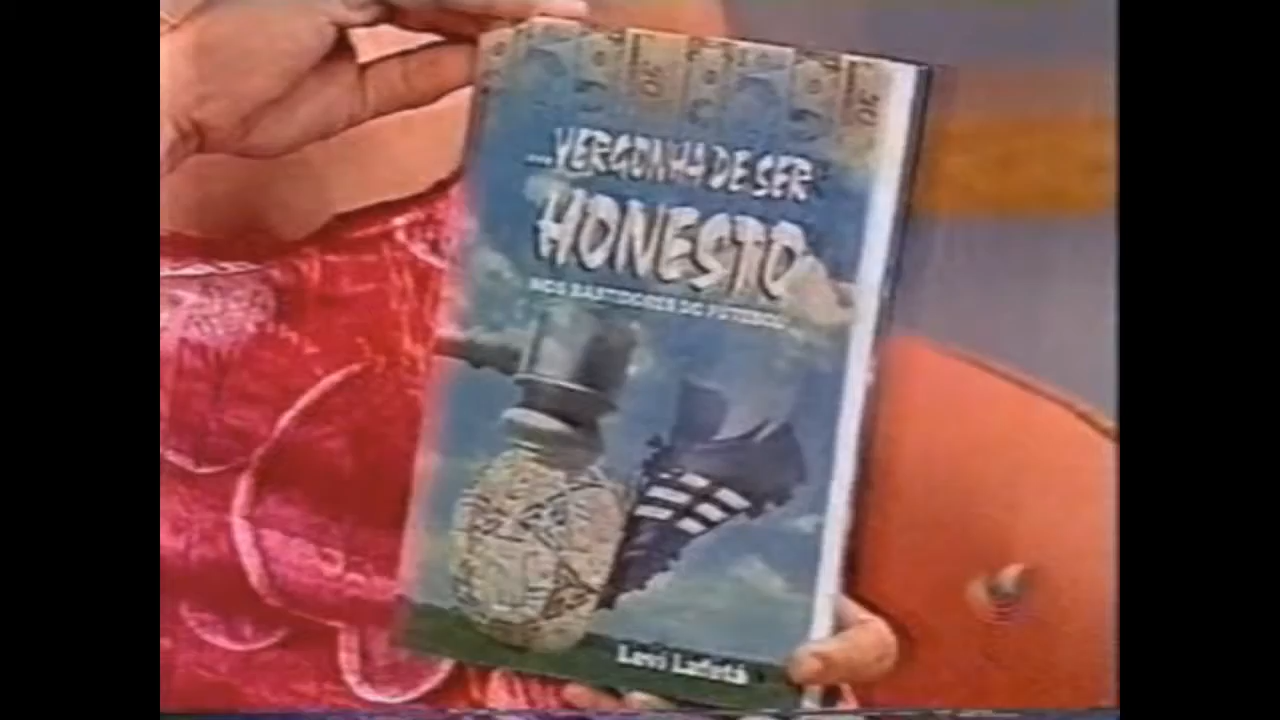 ...VERGONHA DE SER
HONESTO
NOS BASTIDORES DO FUTEBOL
Levi Lafetá